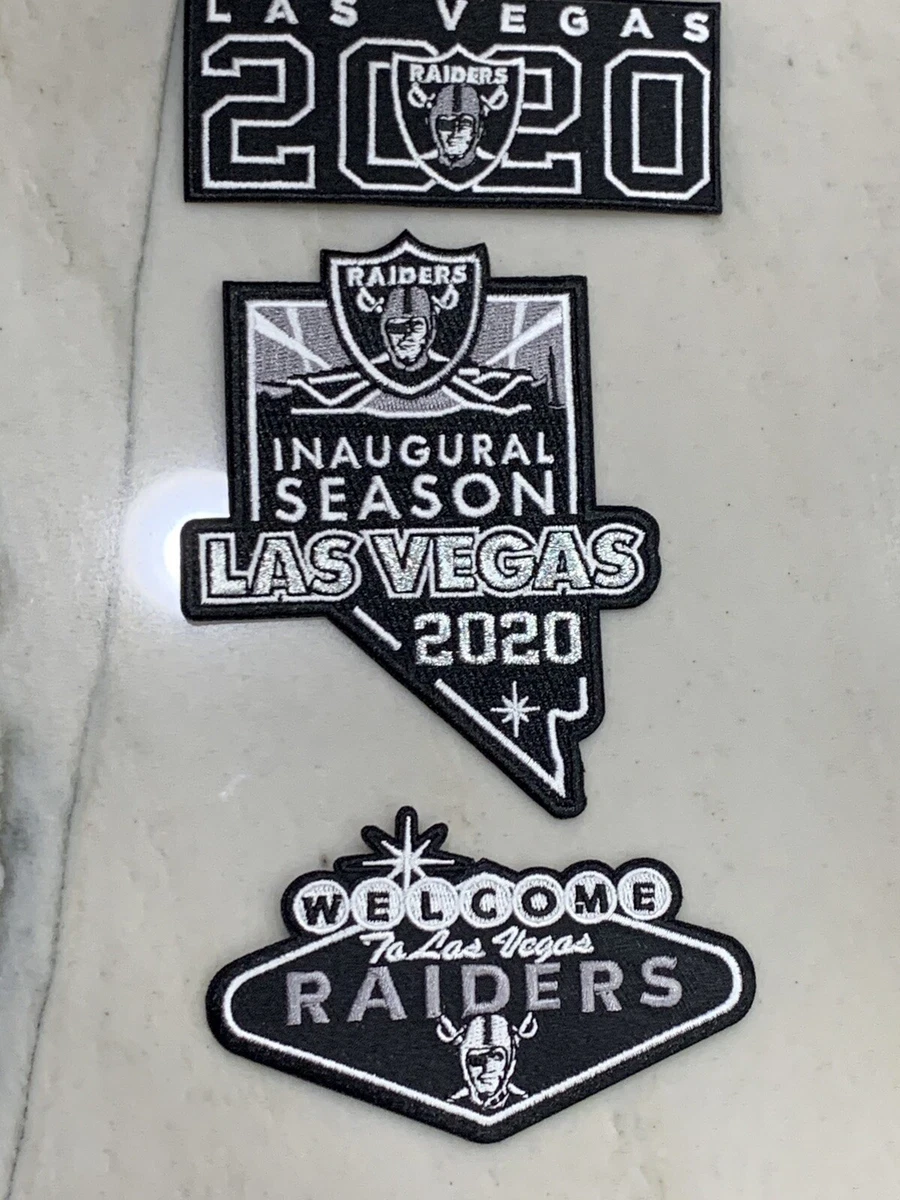 LAS VEGAS
2020
RAIDERS
RAIDERS
INAUGURAL
SEASON
LAS VEGAS
2020
WELCOME
To Las Vegas
RAIDERS